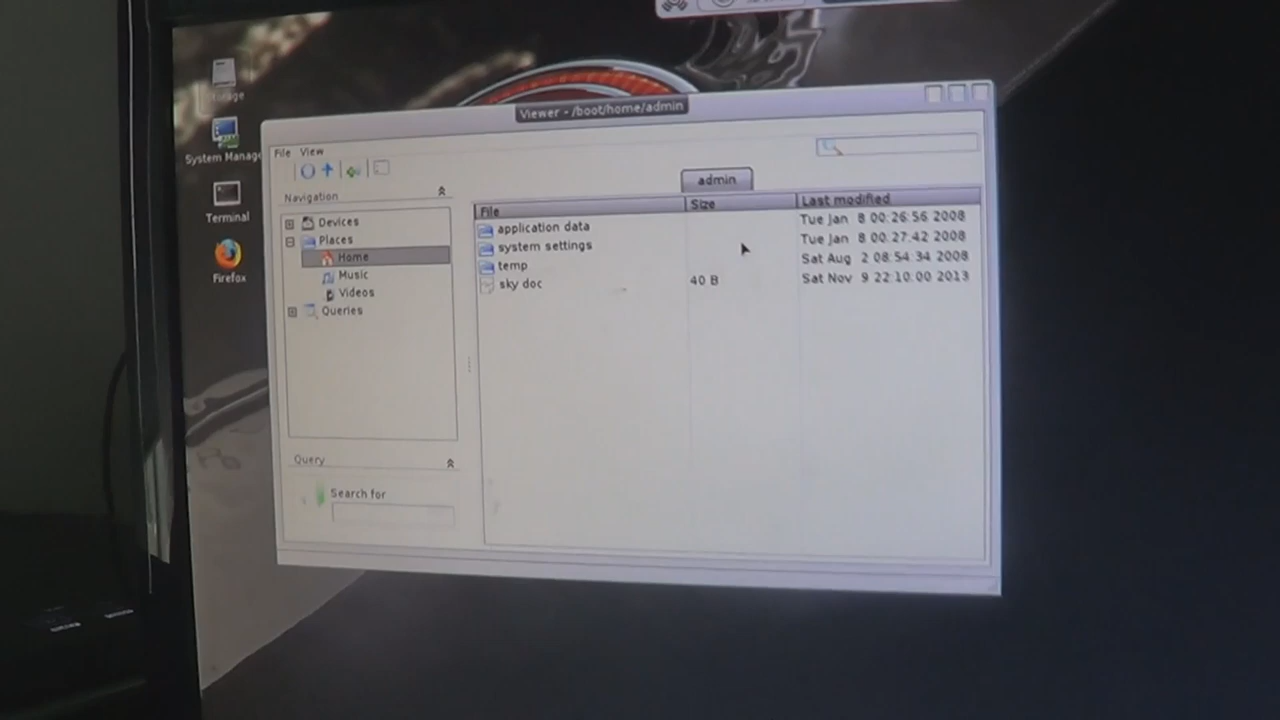 Viewer - /boot/home/admin
System Manage
Terminal
Firefox
File View
Navigation
Devices
Places
Home
Music
Videos
Queries
Query
Search for
admin
File Size Last modified
application data Tue Jan 8 00:26:56 2008
system settings Tue Jan 8 00:27:42 2008
temp Sat Aug 2 08:54:34 2008
sky doc 40 B Sat Nov 9 22:10:00 2013